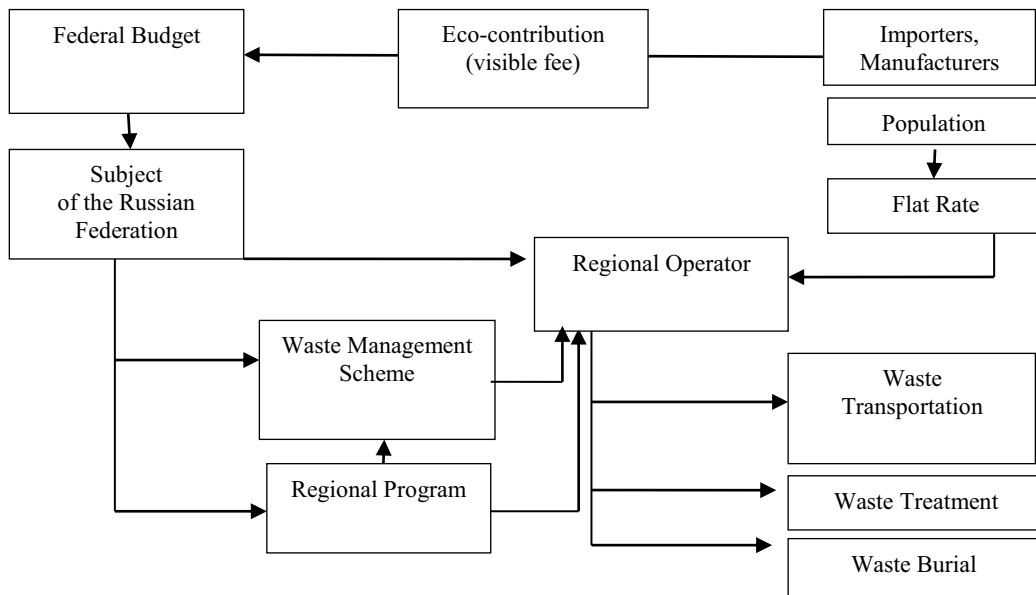 Federal Budget
Eco-contribution
(visible fee)
Importers,
Manufacturers
Population
Subject
of the Russian
Federation
Flat Rate
Regional Operator
Waste Management
Scheme
Waste
Transportation
Regional Program
Waste Treatment
Waste Burial